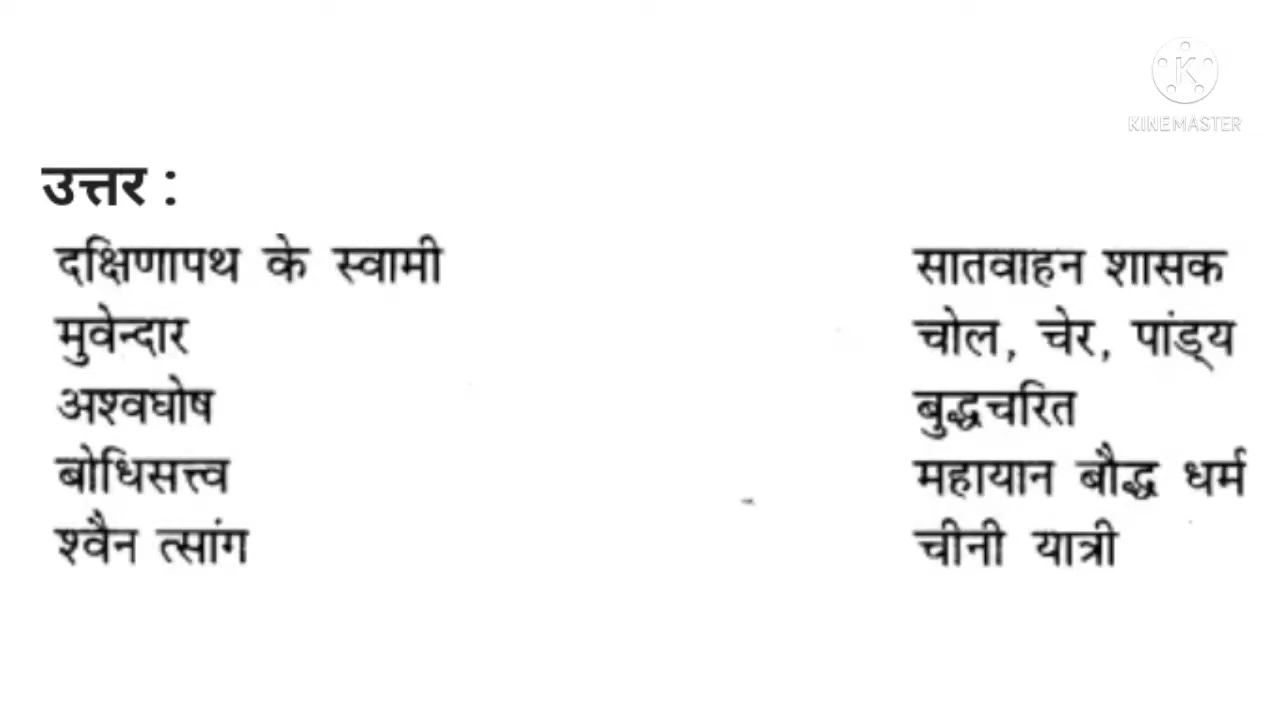 KINEMASTER
उत्तर :
दक्षिणापथ के स्वामी सातवाहन शासक
मुवेन्दार चोल, चेर, पांड्य
अश्वघोष बुद्धचरित
बोधिसत्त्व महायान बौद्ध धर्म
श्वैन त्सांग चीनी यात्री